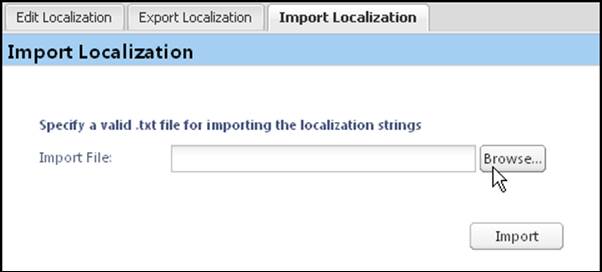 Edit Localization Export Localization Import Localization
Import Localization
Specify a valid .txt file for importing the localization strings
Import File: Browse...
Import